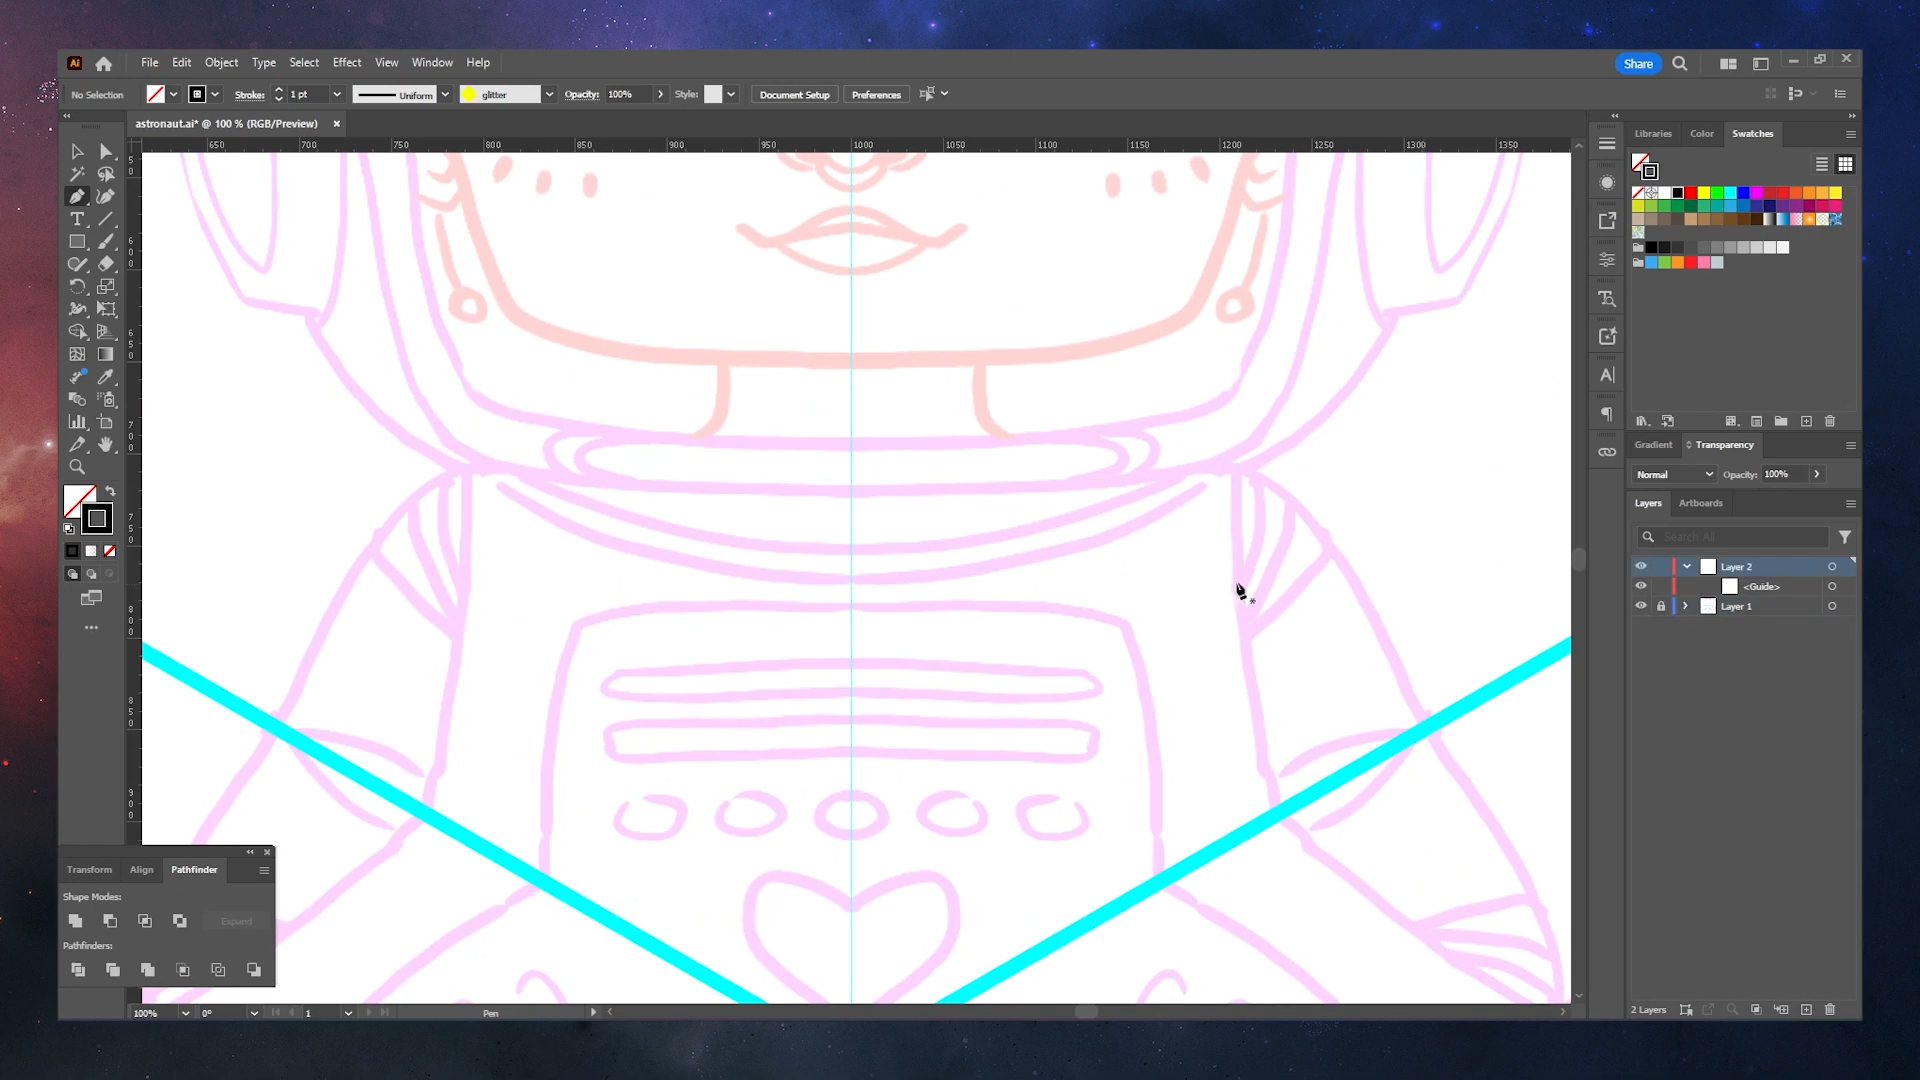 Ai File Edit Object Type Select Effect View Window Help Share
No Selection Stroke: 1 pt Uniform glitter Opacity: 100% Style: Document Setup Preferences
astronaut.ai* @ 100 % (RGB/Preview) ×
650 700 750 800 850 900 950 1000 1050 1100 1150 1200 1250 1300 1350
Libraries Color Swatches
Gradient Transparency
Normal Opacity: 100%
Layers Artboards
Search All
Layer 2
<Guide>
Layer 1
Transform Align Pathfinder
Shape Modes:
Expand
Pathfinders:
100% 0° 1 Pen
2 Layers